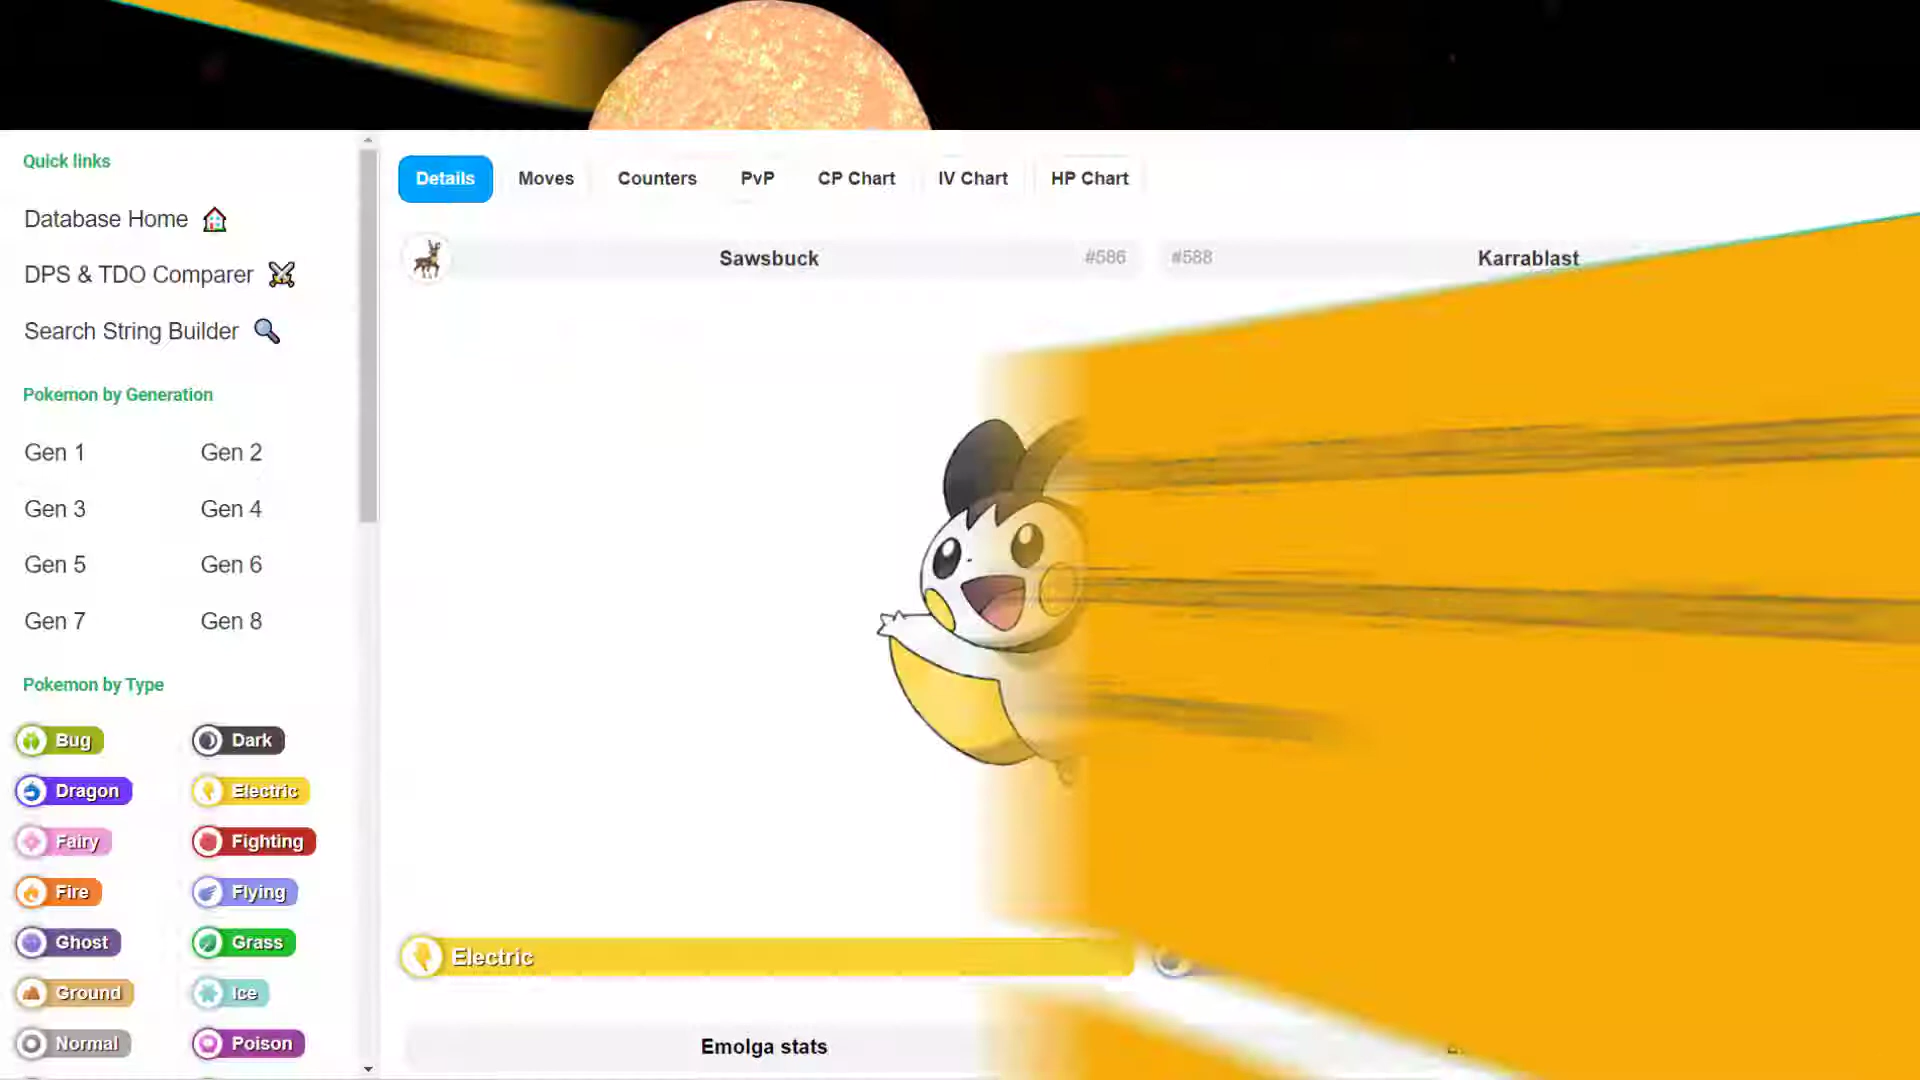 Quick links
Details Moves Counters PvP CP Chart IV Chart HP Chart
Database Home
Sawsbuck #586 #588 Karrablast
DPS & TDO Comparer
Search String Builder
Pokemon by Generation
Gen 1 Gen 2
Gen 3 Gen 4
Gen 5 Gen 6
Gen 7 Gen 8
Pokemon by Type
Bug Dark
Dragon Electric
Fairy Fighting
Fire Flying
Ghost Grass
Electric
Ground Ice
Normal Poison
Emolga stats